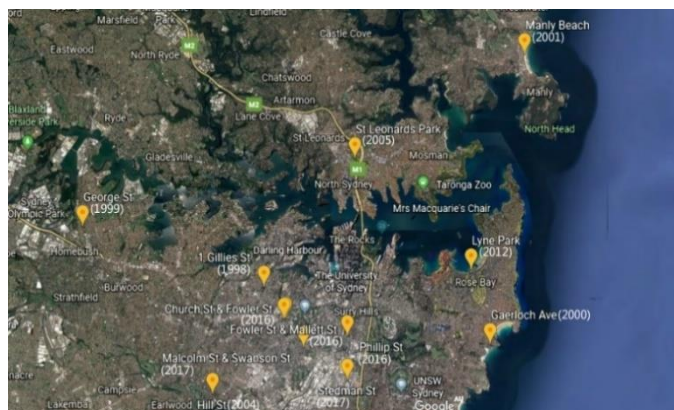 Marsfield
Park
Lindfield
Castle Cove
Manly Beach
(2001)
Eastwood
North Ryde
M2
Chatswood
Manly
Artarmon
M2
Lane Cove
Ryde
Blaxland
North Head
St Leonards
St Leonards Park
(2005)
Gladesville
Mosman
M1
North Sydney
Taronga Zoo
Sydney
Olympic Park
George St
(1999)
Mrs Macquarie's Chair
Homebush
1 Gillies St
(1998)
Darling Harbour
The Rocks
Lyne Park
(2012)
Rose Bay
The University
of Sydney
Burwood
Strathfield
Church St & Fowler St
(2016)
Surry Hills
Gaerloch Ave (2000)
Fowler St & Mallett St
(2016)
Phillip St
(2016)
Malcolm St & Swanson St
(2017)
Stedman St
(2017)
UNSW
Sydney
Campsie
Lakemba
Earlwood
Hill St (2004)
Google